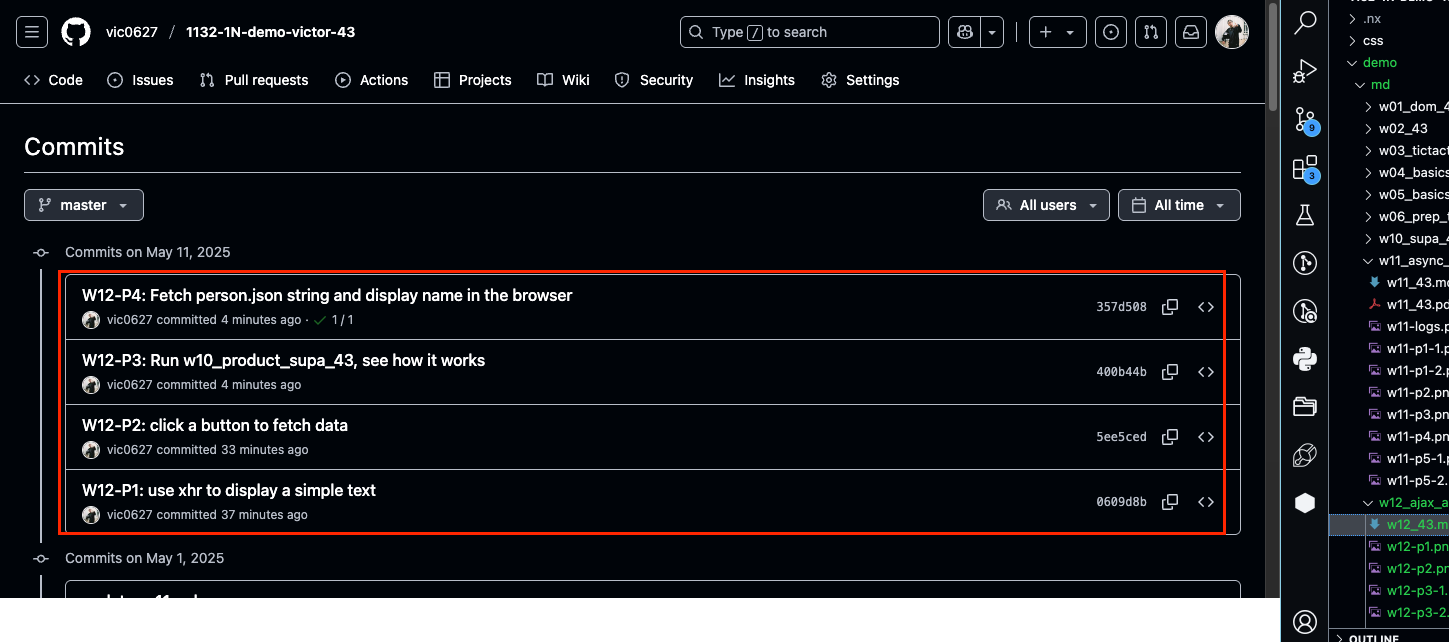 vic0627 / 1132-1N-demo-victor-43
Type / to search
Code
Issues
Pull requests
Actions
Projects
Wiki
Security
Insights
Settings
Commits
master
All users
All time
Commits on May 11, 2025
W12-P4: Fetch person.json string and display name in the browser
vic0627 committed 4 minutes ago · 1 / 1
357d508
W12-P3: Run w10_product_supa_43, see how it works
vic0627 committed 4 minutes ago
400b44b
W12-P2: click a button to fetch data
vic0627 committed 33 minutes ago
5ee5ced
W12-P1: use xhr to display a simple text
vic0627 committed 37 minutes ago
0609d8b
Commits on May 1, 2025
9
3
.nx
css
demo
md
w01_dom_4
w02_43
w03_tictact
w04_basics
w05_basics
w06_prep_
w10_supa_4
w11_async_
w11_43.m
w11_43.pd
w11-logs.p
w11-p1-1.p
w11-p1-2.p
w11-p2.pn
w11-p3.pn
w11-p4.pn
w11-p5-1.p
w11-p5-2.
w12_ajax_a
w12_43.m
w12-p1.pn
w12-p2.pn
w12-p3-1.
w12-p3-2.
OUTLINE